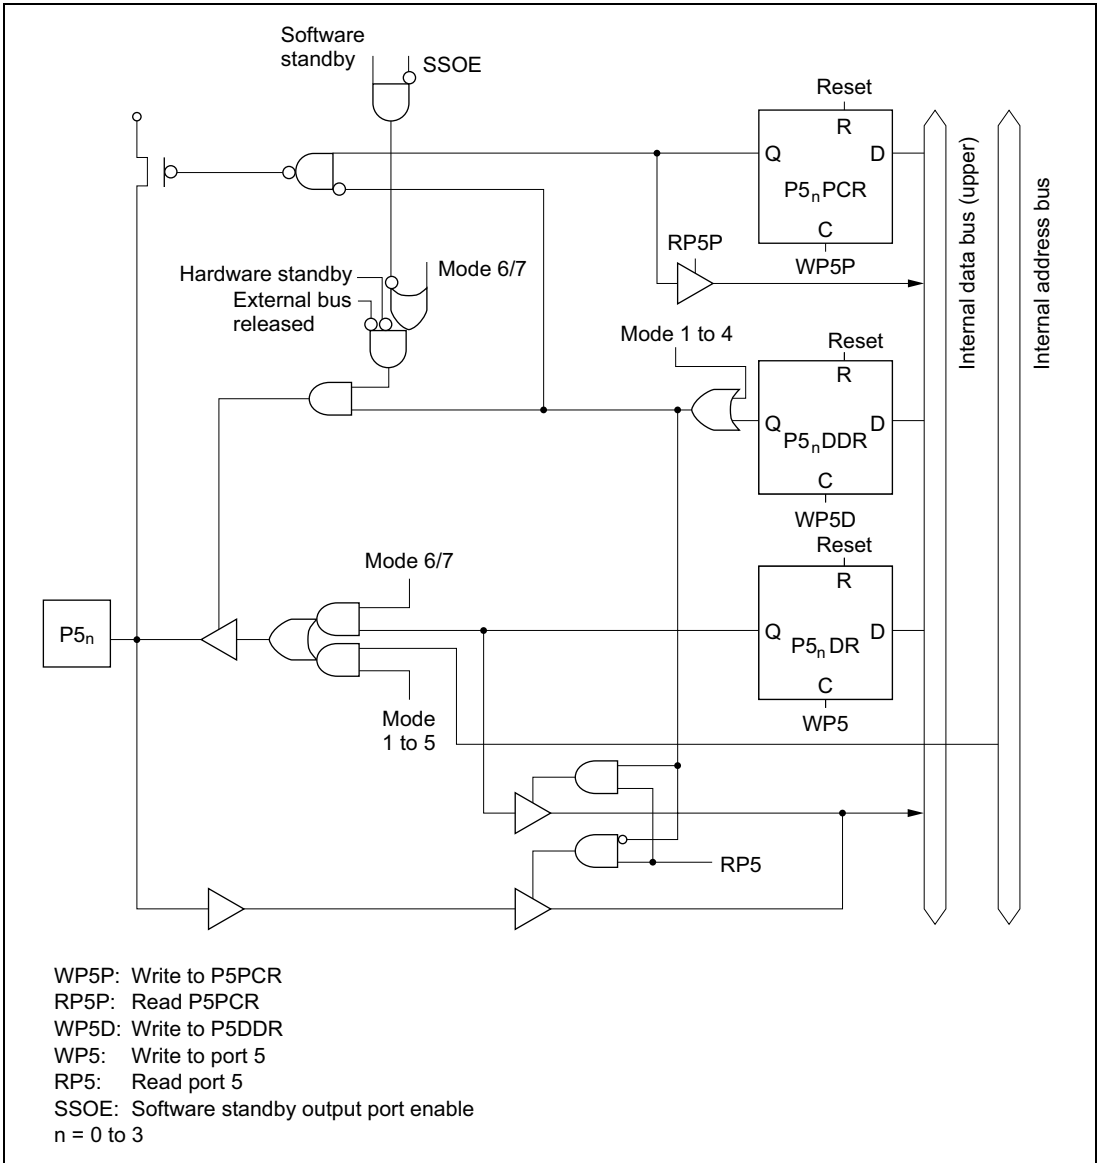 Software
standby
SSOE
Reset
R
Q
D
P5nPCR
C
WP5P
RP5P
Internal data bus (upper)
Internal address bus
Hardware standby
Mode 6/7
External bus
released
Mode 1 to 4
Reset
R
Q
D
P5nDDR
C
WP5D
Reset
R
Mode 6/7
P5n
Q
D
P5nDR
C
WP5
Mode
1 to 5
RP5
WP5P: Write to P5PCR
RP5P: Read P5PCR
WP5D: Write to P5DDR
WP5: Write to port 5
RP5: Read port 5
SSOE: Software standby output port enable
n = 0 to 3